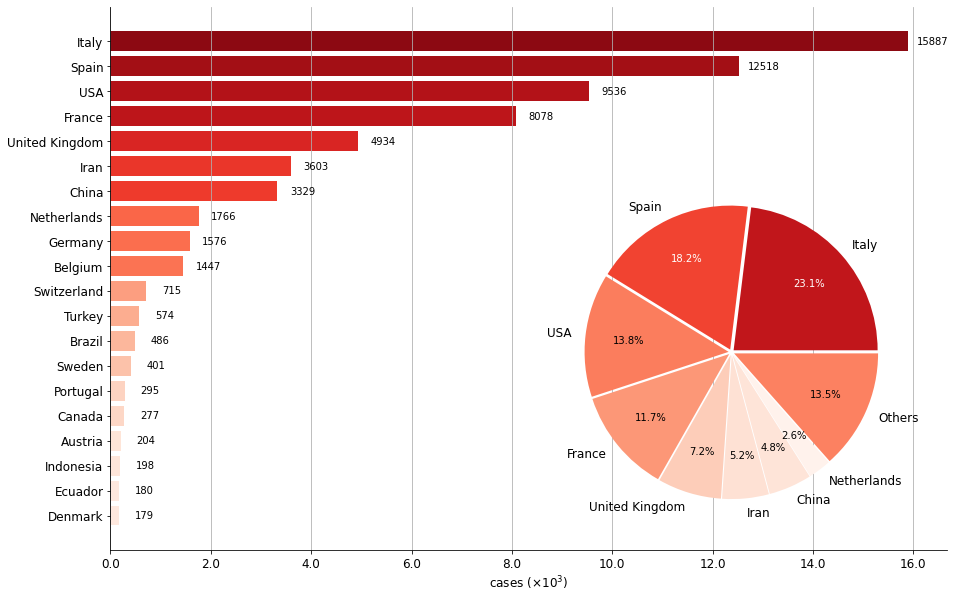 Italy 15887
Spain 12518
USA 9536
France 8078
United Kingdom 4934
Iran 3603
China 3329
Netherlands 1766
Germany 1576
Belgium 1447
Switzerland 715
Turkey 574
Brazil 486
Sweden 401
Portugal 295
Canada 277
Austria 204
Indonesia 198
Ecuador 180
Denmark 179
0.0 2.0 4.0 6.0 8.0 10.0 12.0 14.0 16.0
cases (×10³)
Italy
23.1%
Spain
18.2%
USA
13.8%
France
11.7%
United Kingdom
7.2%
Iran
5.2%
China
4.8%
Netherlands
2.6%
Others
13.5%